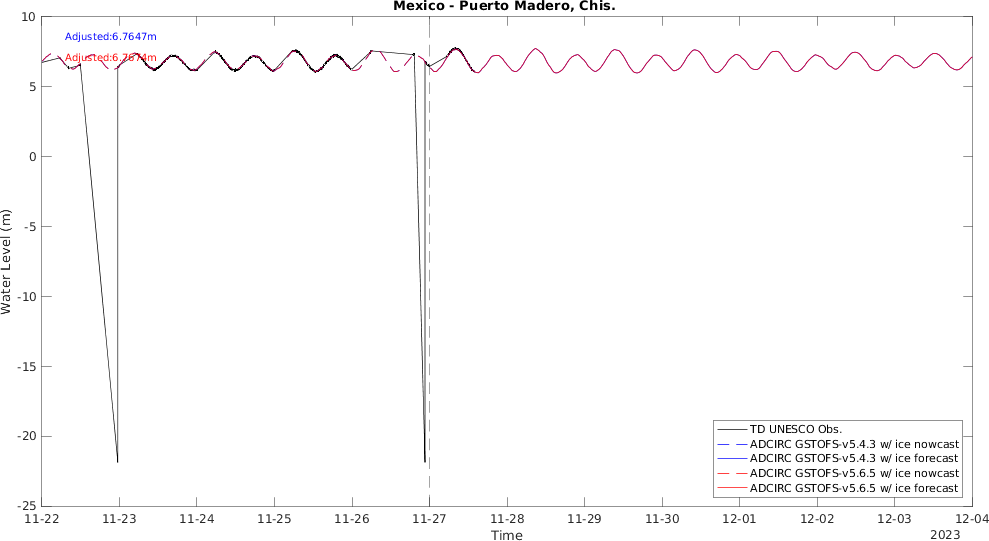 Mexico - Puerto Madero, Chis.
10
Adjusted:6.7647m
5
0
-5
-10
-15
-20
-25
Water Level (m)
TD UNESCO Obs.
ADCIRC GSTOFS-v5.4.3 w/ ice nowcast
ADCIRC GSTOFS-v5.4.3 w/ ice forecast
ADCIRC GSTOFS-v5.6.5 w/ ice nowcast
ADCIRC GSTOFS-v5.6.5 w/ ice forecast
11-22 11-23 11-24 11-25 11-26 11-27 11-28 11-29 11-30 12-01 12-02 12-03 12-04
Time
2023